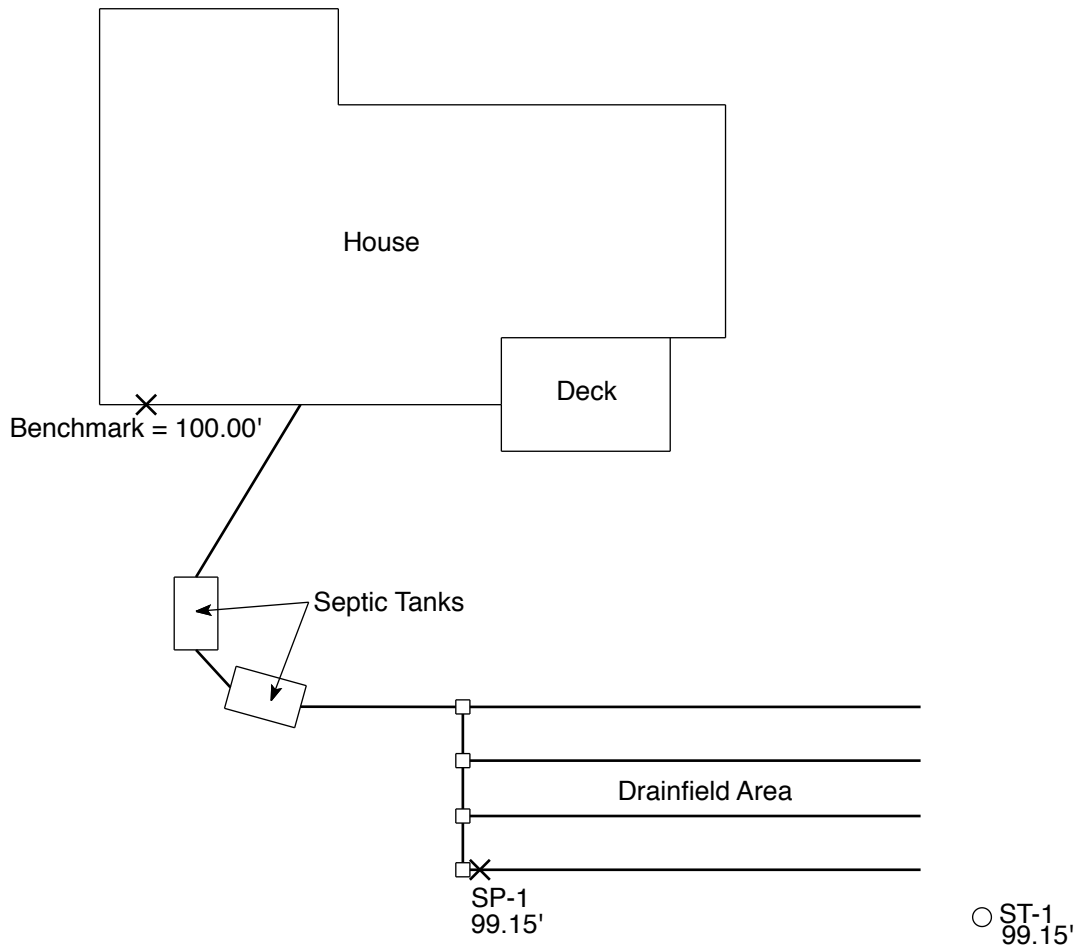 House
Deck
Benchmark = 100.00'
Septic Tanks
Drainfield Area
SP-1
99.15'
ST-1
99.15'